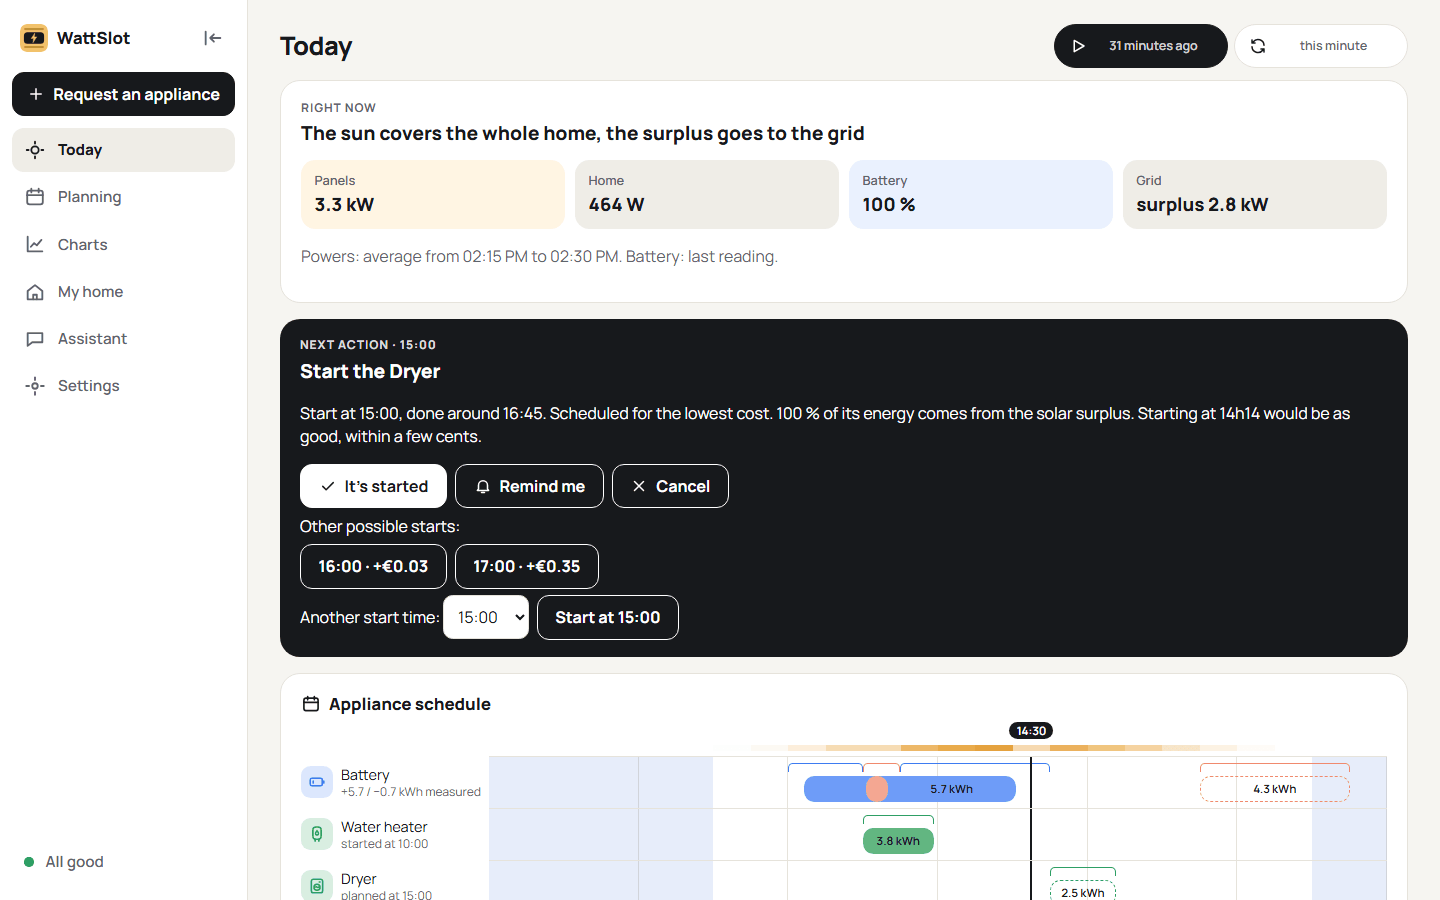 WattSlot
Request an appliance
Today
Planning
Charts
My home
Assistant
Settings
All good
Today
31 minutes ago
this minute
RIGHT NOW
The sun covers the whole home, the surplus goes to the grid
Panels
3.3 kW
Home
464 W
Battery
100 %
Grid
surplus 2.8 kW
Powers: average from 02:15 PM to 02:30 PM. Battery: last reading.
NEXT ACTION · 15:00
Start the Dryer
Start at 15:00, done around 16:45. Scheduled for the lowest cost. 100 % of its energy comes from the solar surplus. Starting at 14h14 would be as
good, within a few cents.
It's started
Remind me
Cancel
Other possible starts:
16:00 · +€0.03
17:00 · +€0.35
Another start time:
15:00
Start at 15:00
Appliance schedule
14:30
Battery
+5.7 / −0.7 kWh measured
5.7 kWh
4.3 kWh
Water heater
started at 10:00
3.8 kWh
Dryer
planned at 15:00
2.5 kWh